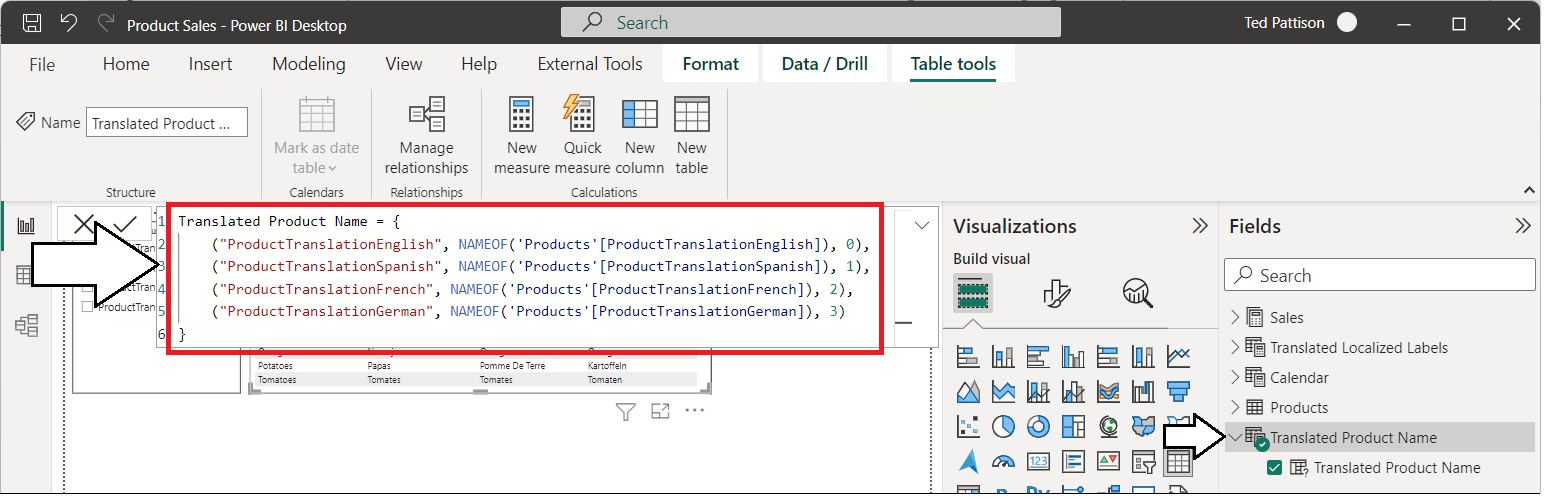 Product Sales - Power BI Desktop
Search
Ted Pattison
File
Home
Insert
Modeling
View
Help
External Tools
Format
Data / Drill
Table tools
Name
Translated Product ...
Mark as date
table
Manage
relationships
New
measure
Quick
measure
New
column
New
table
Structure
Calendars
Relationships
Calculations
1 Translated Product Name = {
2 ("ProductTranslationEnglish", NAMEOF('Products'[ProductTranslationEnglish]), 0),
3 ("ProductTranslationSpanish", NAMEOF('Products'[ProductTranslationSpanish]), 1),
4 ("ProductTranslationFrench", NAMEOF('Products'[ProductTranslationFrench]), 2),
5 ("ProductTranslationGerman", NAMEOF('Products'[ProductTranslationGerman]), 3)
6 }
ProductTran
Potatoes Papas Pomme De Terre Kartoffeln
Tomatoes Tomates Tomates Tomaten
Visualizations
Build visual
123
Fields
Search
Sales
Translated Localized Labels
Calendar
Products
Translated Product Name
Translated Product Name